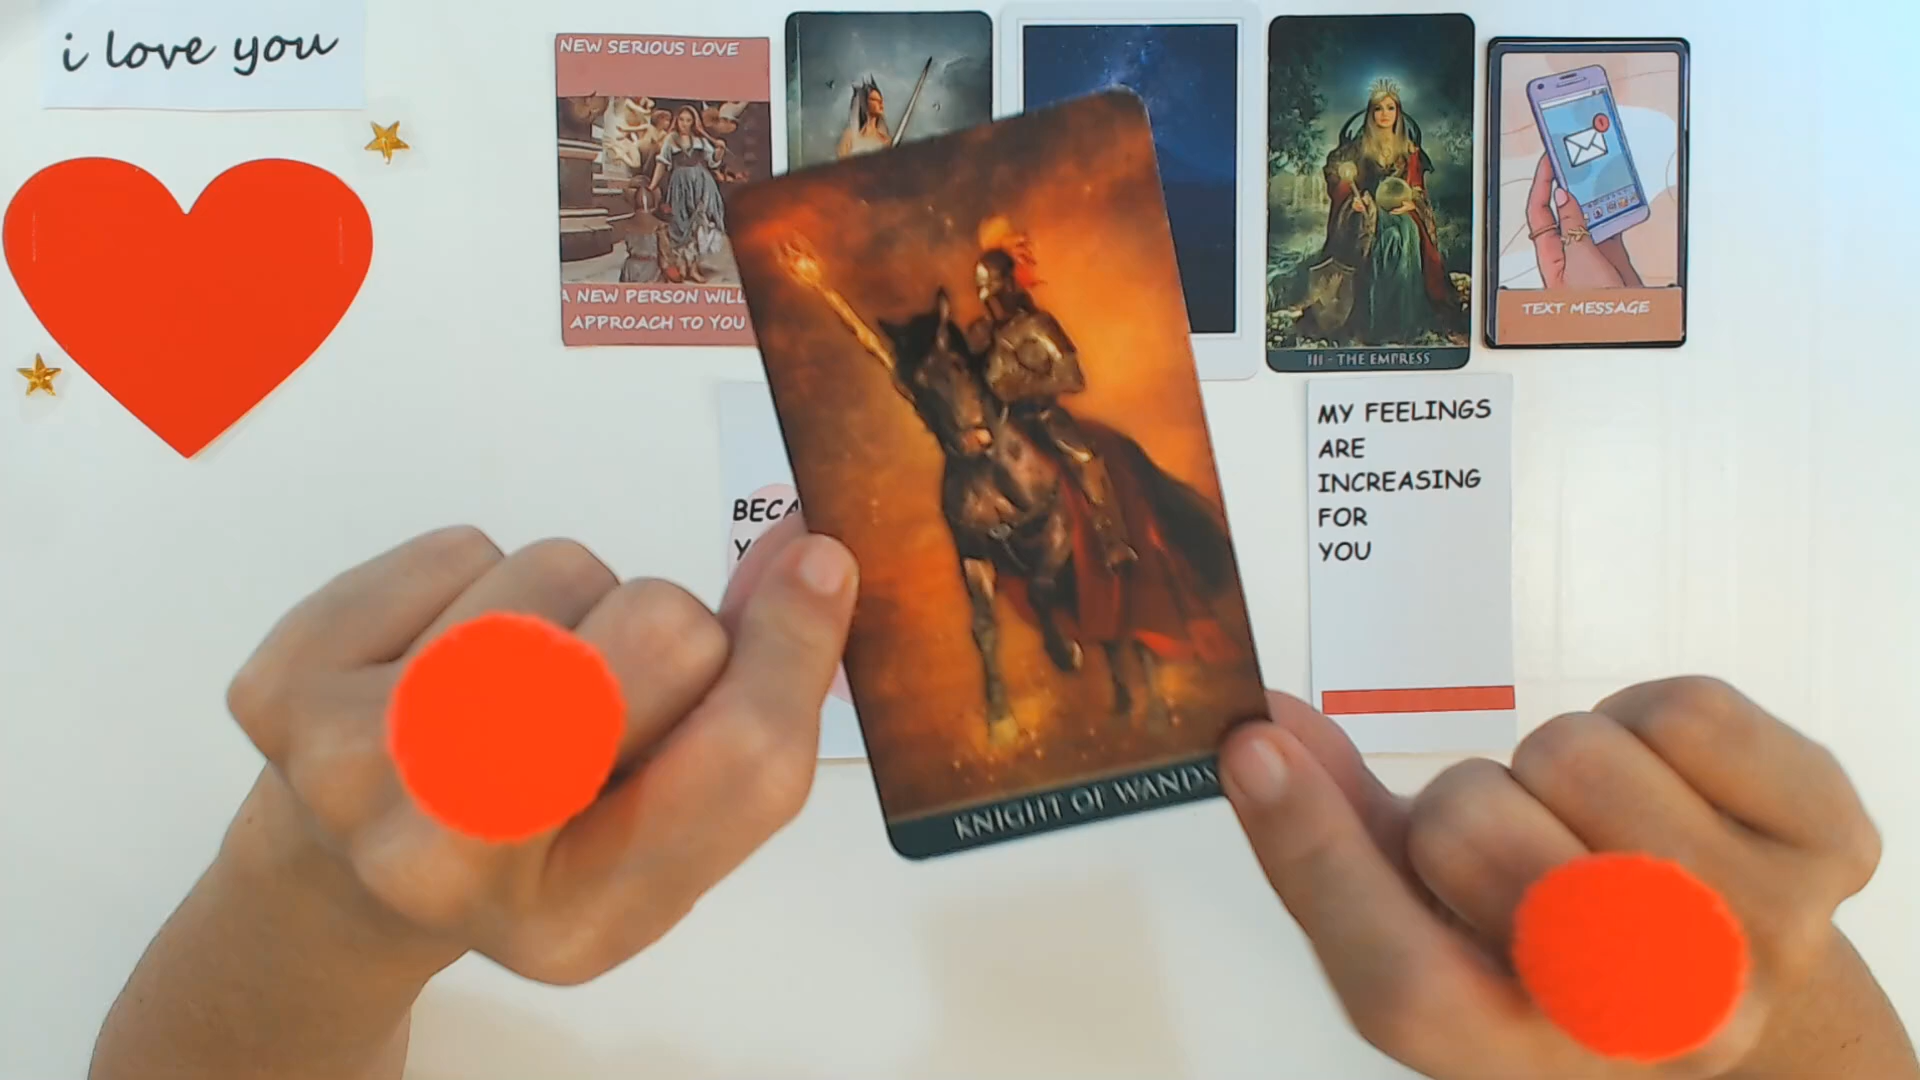 i love you
NEW SERIOUS LOVE
A NEW PERSON WILL
APPROACH TO YOU
III - THE EMPRESS
TEXT MESSAGE
MY FEELINGS
ARE
INCREASING
FOR
YOU
KNIGHT OF WANDS